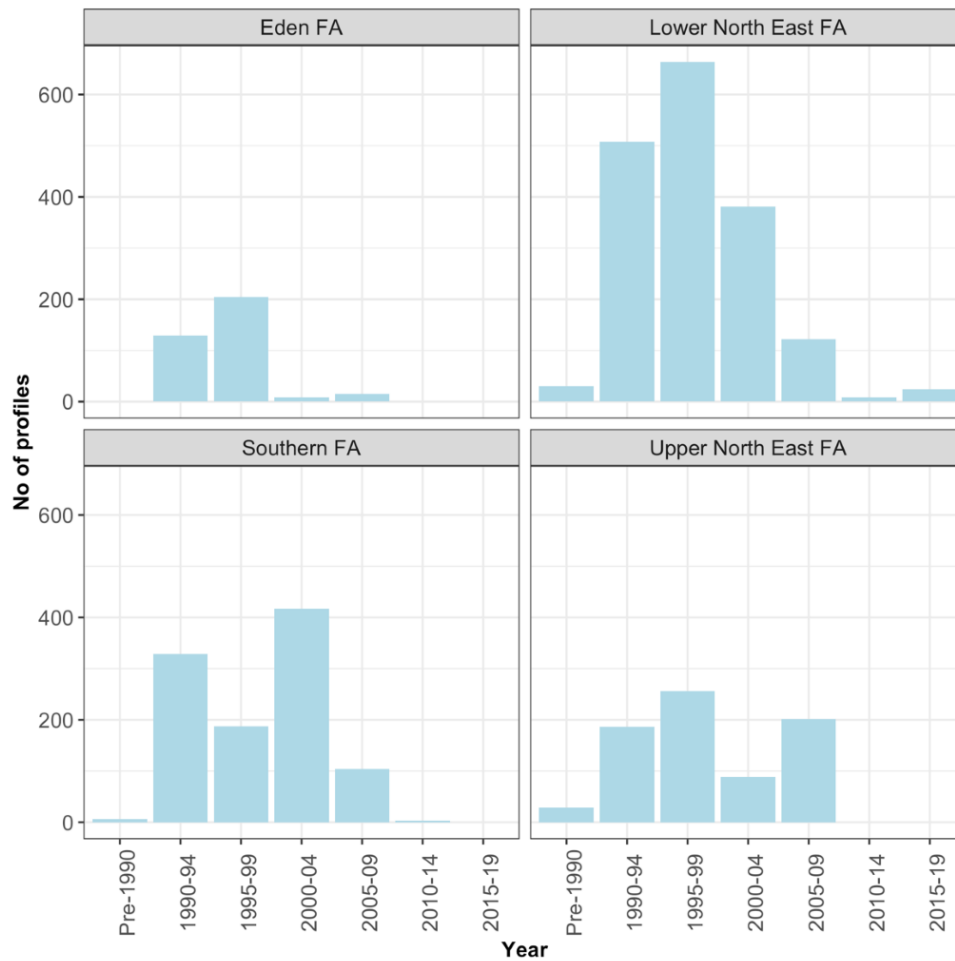 Eden FA
Lower North East FA
600
400
200
0
Southern FA
Upper North East FA
600
400
200
0
No of profiles
Pre-1990
1990-94
1995-99
2000-04
2005-09
2010-14
2015-19
Pre-1990
1990-94
1995-99
2000-04
2005-09
2010-14
2015-19
Year